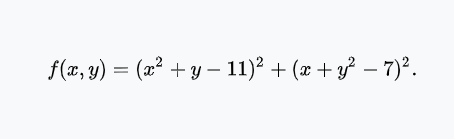 f(x, y) = (x² + y − 11)² + (x + y² − 7)².